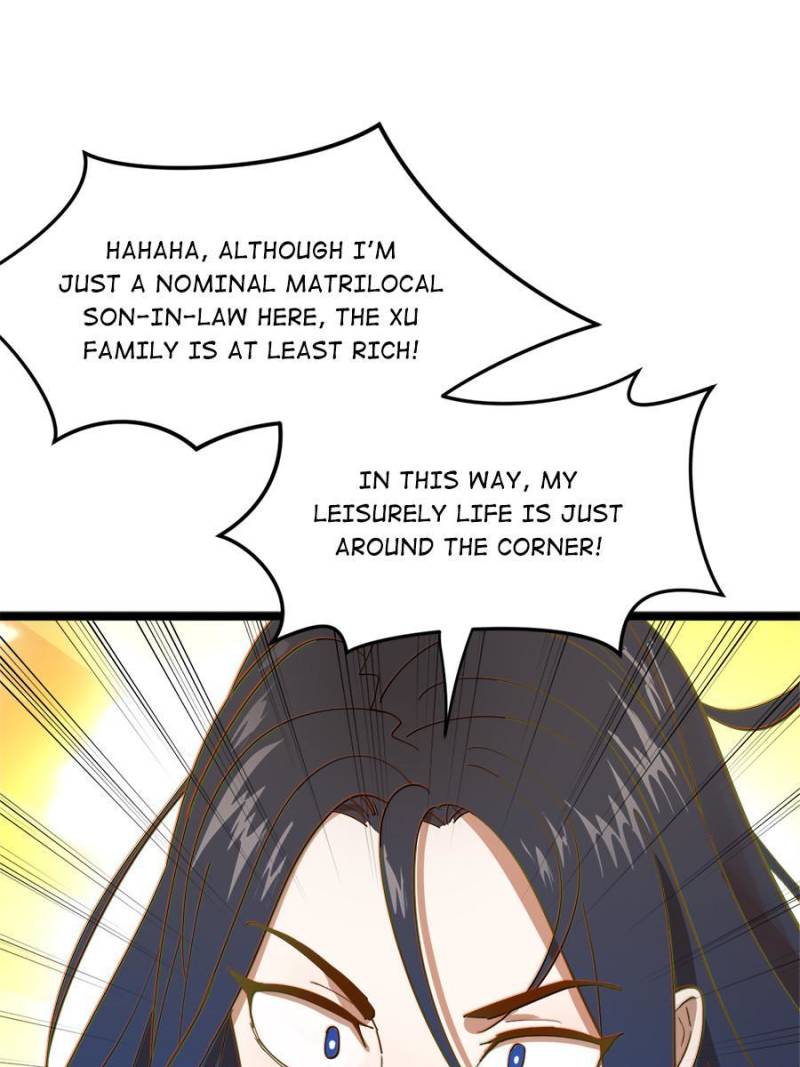 HAHAHA, ALTHOUGH I'M
JUST A NOMINAL MATRILOCAL
SON-IN-LAW HERE, THE XU
FAMILY IS AT LEAST RICH!
IN THIS WAY, MY
LEISURELY LIFE IS JUST
AROUND THE CORNER!